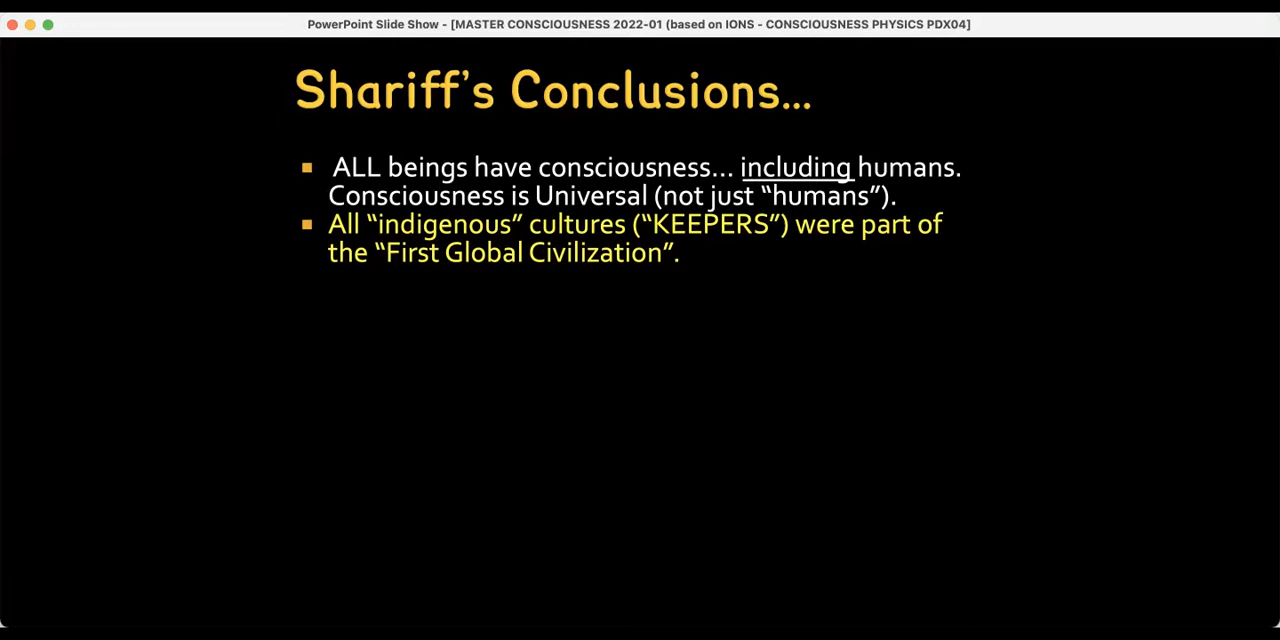 PowerPoint Slide Show - [MASTER CONSCIOUSNESS 2022-01 (based on IONS - CONSCIOUSNESS PHYSICS PDX04]
Shariff’s Conclusions...
ALL beings have consciousness... including humans.
Consciousness is Universal (not just “humans”).
All “indigenous” cultures (“KEEPERS”) were part of
the “First Global Civilization”.